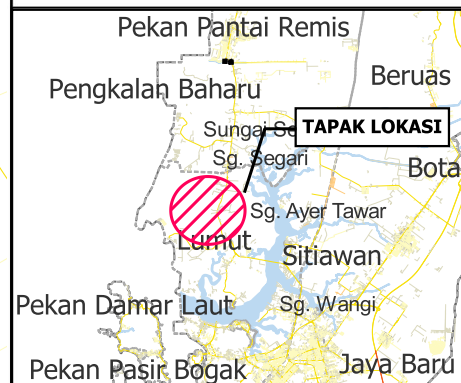 Pekan Pantai Remis
Beruas
Pengkalan Baharu
Sungai
TAPAK LOKASI
Sg. Segari
Bota
Sg. Ayer Tawar
Lumut
Sitiawan
Pekan Damar Laut
Sg. Wangi
Pekan Pasir Bogak
Jaya Baru